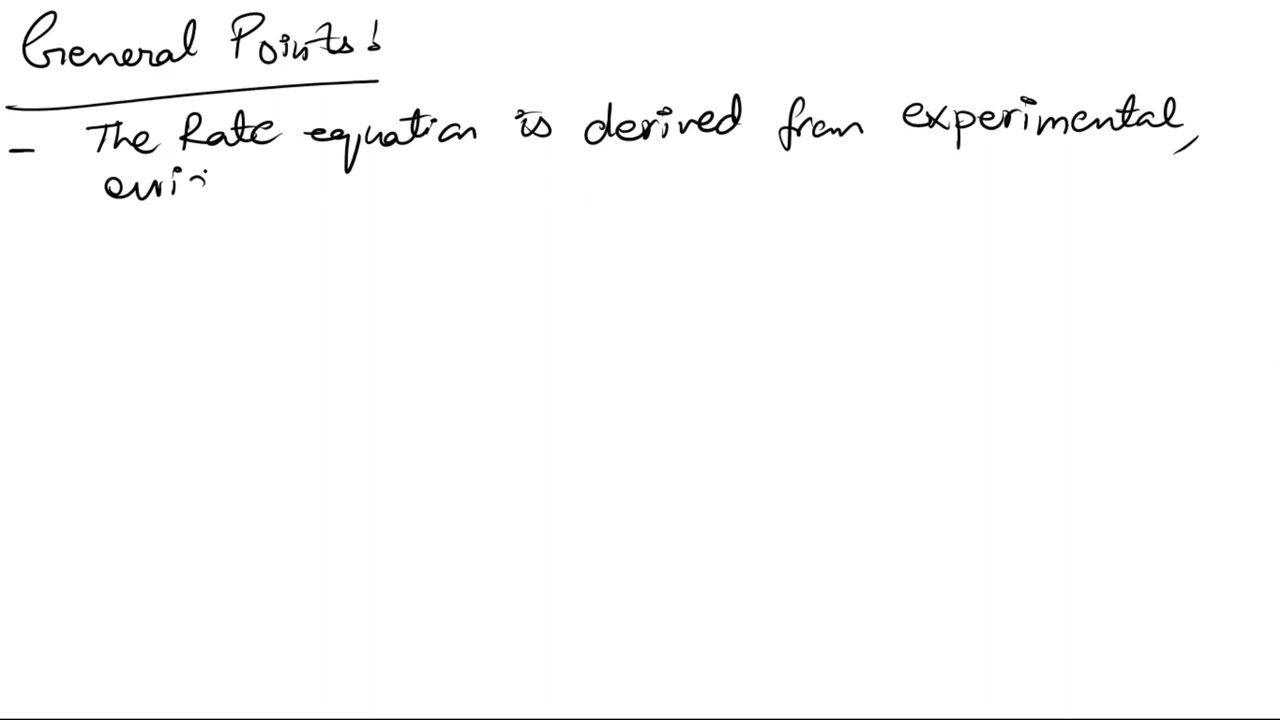 General Points!
- The Rate equation is derived from experimental,